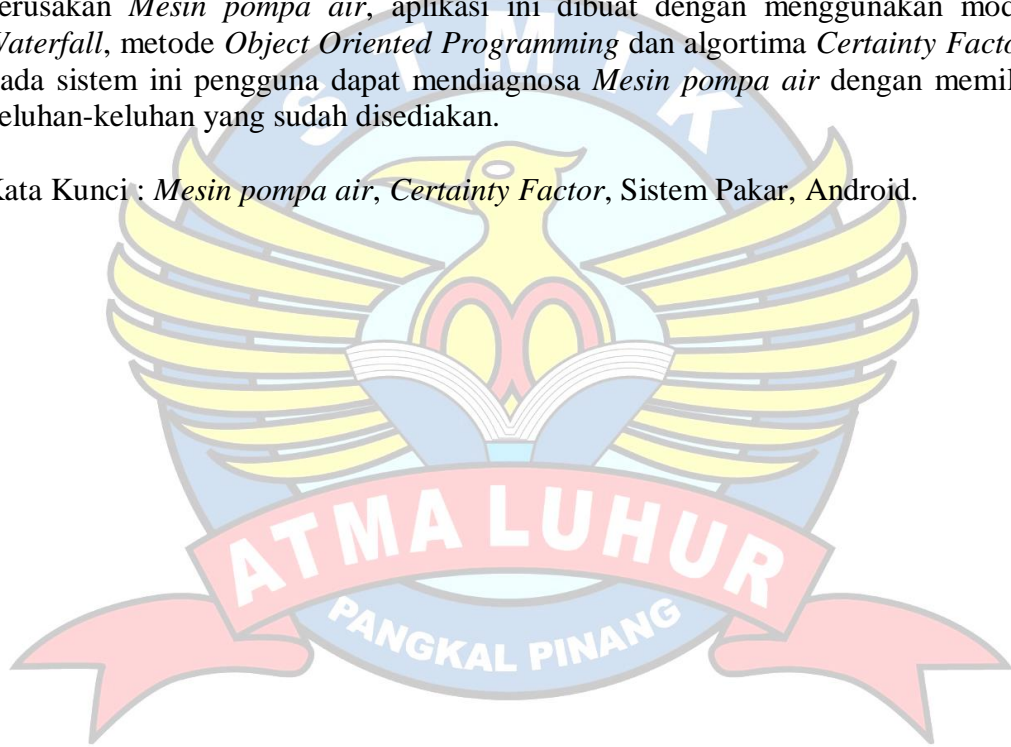 erusakan Mesin pompa air, aplikasi ini dibuat dengan menggunakan mod
Waterfall, metode Object Oriented Programming dan algortima Certainty Facto
ada sistem ini pengguna dapat mendiagnosa Mesin pompa air dengan memil
eluhan-keluhan yang sudah disediakan.
Kata Kunci : Mesin pompa air, Certainty Factor, Sistem Pakar, Android.
STMIK
ATMA LUHUR
PANGKAL PINANG